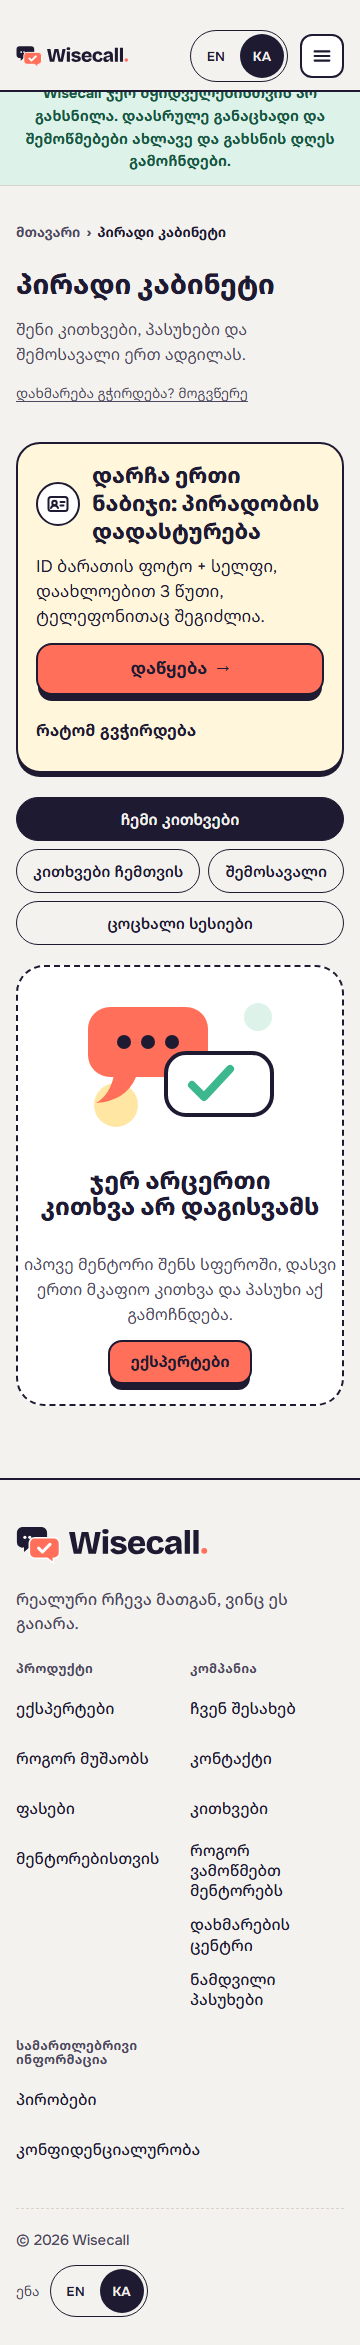 Wisecall.
EN
KA
Wisecall ჯერ მყიდველებისთვის არ
გახსნილა. დაასრულე განაცხადი და
შემოწმებები ახლავე და გახსნის დღეს
გამოჩნდები.
მთავარი › პირადი კაბინეტი
პირადი კაბინეტი
შენი კითხვები, პასუხები და
შემოსავალი ერთ ადგილას.
დახმარება გჭირდება? მოგვწერე
დარჩა ერთი
ნაბიჯი: პირადობის
დადასტურება
ID ბარათის ფოტო + სელფი,
დაახლოებით 3 წუთი,
ტელეფონითაც შეგიძლია.
დაწყება →
რატომ გვჭირდება
ჩემი კითხვები
კითხვები ჩემთვის
შემოსავალი
ცოცხალი სესიები
ჯერ არცერთი
კითხვა არ დაგისვამს
იპოვე მენტორი შენს სფეროში, დასვი
ერთი მკაფიო კითხვა და პასუხი აქ
გამოჩნდება.
ექსპერტები
Wisecall.
რეალური რჩევა მათგან, ვინც ეს
გაიარა.
პროდუქტი
ექსპერტები
როგორ მუშაობს
ფასები
მენტორებისთვის
კომპანია
ჩვენ შესახებ
კონტაქტი
კითხვები
როგორ
ვამოწმებთ
მენტორებს
დახმარების
ცენტრი
ნამდვილი
პასუხები
სამართლებრივი
ინფორმაცია
პირობები
კონფიდენციალურობა
© 2026 Wisecall
ენა
EN
KA